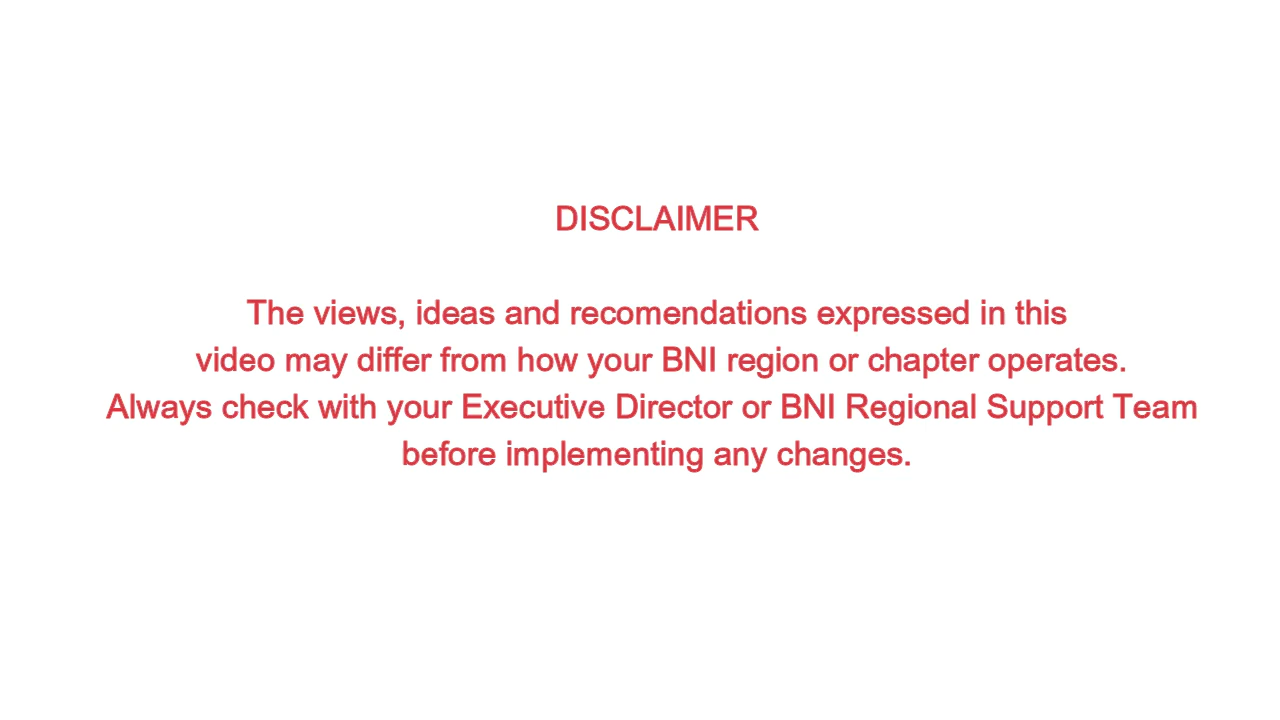 DISCLAIMER
The views, ideas and recomendations expressed in this
video may differ from how your BNI region or chapter operates.
Always check with your Executive Director or BNI Regional Support Team
before implementing any changes.